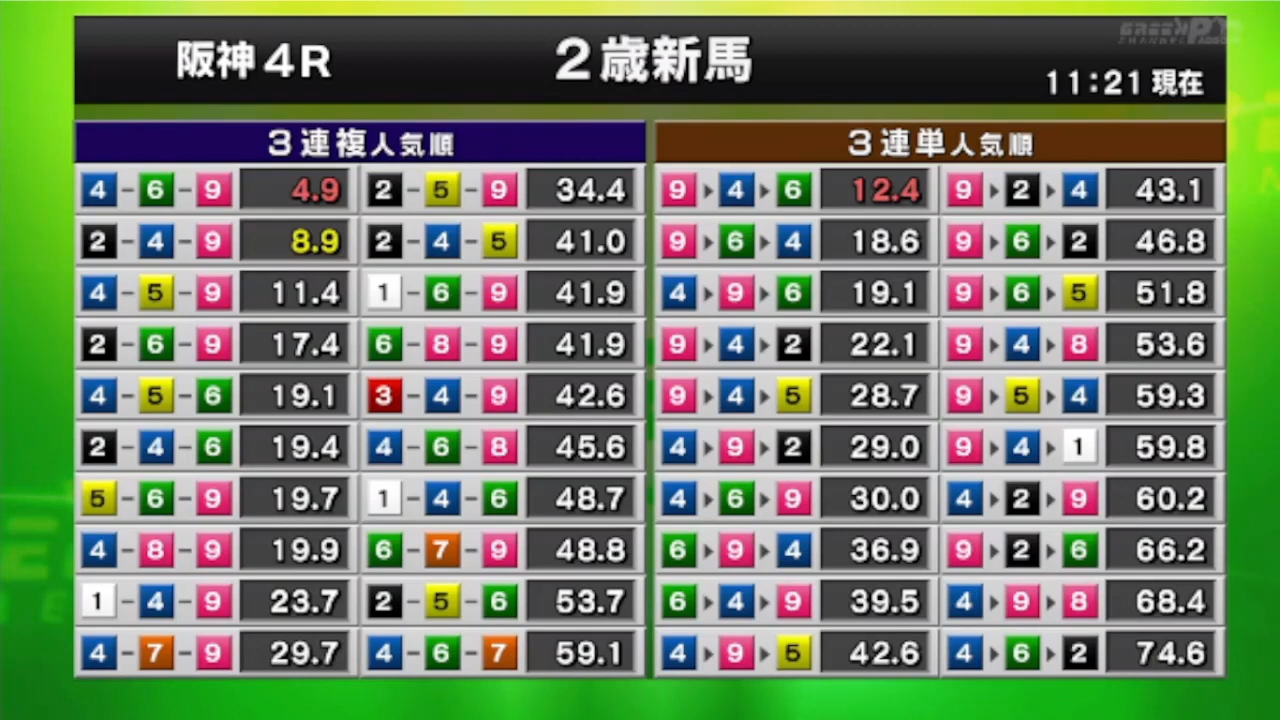 GREEN CHANNEL
阪神4R 2歳新馬 11:21現在
3連複人気順 3連単人気順
4-6-9 4.9 2-5-9 34.4 9▸4▸6 12.4 9▸2▸4 43.1
2-4-9 8.9 2-4-5 41.0 9▸6▸4 18.6 9▸6▸2 46.8
4-5-9 11.4 1-6-9 41.9 4▸9▸6 19.1 9▸6▸5 51.8
2-6-9 17.4 6-8-9 41.9 9▸4▸2 22.1 9▸4▸8 53.6
4-5-6 19.1 3-4-9 42.6 9▸4▸5 28.7 9▸5▸4 59.3
2-4-6 19.4 4-6-8 45.6 4▸9▸2 29.0 9▸4▸1 59.8
5-6-9 19.7 1-4-6 48.7 4▸6▸9 30.0 4▸2▸9 60.2
4-8-9 19.9 6-7-9 48.8 6▸9▸4 36.9 9▸2▸6 66.2
1-4-9 23.7 2-5-6 53.7 6▸4▸9 39.5 4▸9▸8 68.4
4-7-9 29.7 4-6-7 59.1 4▸9▸5 42.6 4▸6▸2 74.6